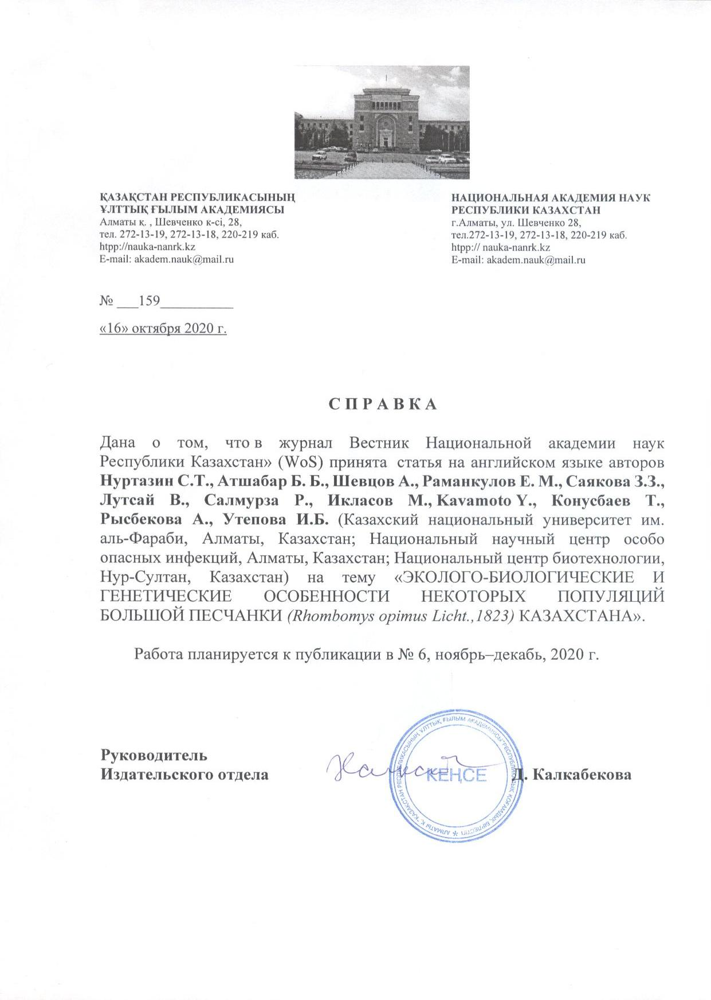 ҚАЗАҚСТАН РЕСПУБЛИКАСЫНЫҢ
ҰЛТТЫҚ ҒЫЛЫМ АКАДЕМИЯСЫ
Алматы қ. , Шевченко к-сі, 28,
тел. 272-13-19, 272-13-18, 220-219 каб.
htpp://nauka-nanrk.kz
E-mail: akadem.nauk@mail.ru
НАЦИОНАЛЬНАЯ АКАДЕМИЯ НАУК
РЕСПУБЛИКИ КАЗАХСТАН
г.Алматы, ул. Шевченко 28,
тел.272-13-19, 272-13-18, 220-219 каб.
htpp:// nauka-nanrk.kz
E-mail: akadem.nauk@mail.ru
№ ___159__________
«16» октября 2020 г.
С П Р А В К А
Дана о том, что в журнал Вестник Национальной академии наук
Республики Казахстан» (WoS) принята статья на английском языке авторов
Нуртазин С.Т., Атшабар Б. Б., Шевцов А., Раманкулов Е. М., Саякова З.З.,
Лутсай В., Салмурза Р., Икласов М., Kavamoto Y., Конусбаев Т.,
Рысбекова А., Утепова И.Б. (Казахский национальный университет им.
аль-Фараби, Алматы, Казахстан; Национальный научный центр особо
опасных инфекций, Алматы, Казахстан; Национальный центр биотехнологии,
Нур-Султан, Казахстан) на тему «ЭКОЛОГО-БИОЛОГИЧЕСКИЕ И
ГЕНЕТИЧЕСКИЕ ОСОБЕННОСТИ НЕКОТОРЫХ ПОПУЛЯЦИЙ
БОЛЬШОЙ ПЕСЧАНКИ (Rhombomys opimus Licht.,1823) КАЗАХСТАНА».
Работа планируется к публикации в № 6, ноябрь–декабь, 2020 г.
Руководитель
Издательского отдела
Д. Калкабекова
КЕҢСЕ
"ҚАЗАҚСТАН РЕСПУБЛИКАСЫНЫҢ ҰЛТТЫҚ ҒЫЛЫМ АКАДЕМИЯСЫ" РЕСПУБЛИКАЛЫҚ ҚОҒАМДЫҚ БІРЛЕСТІГІ * АЛМАТЫ Қ.